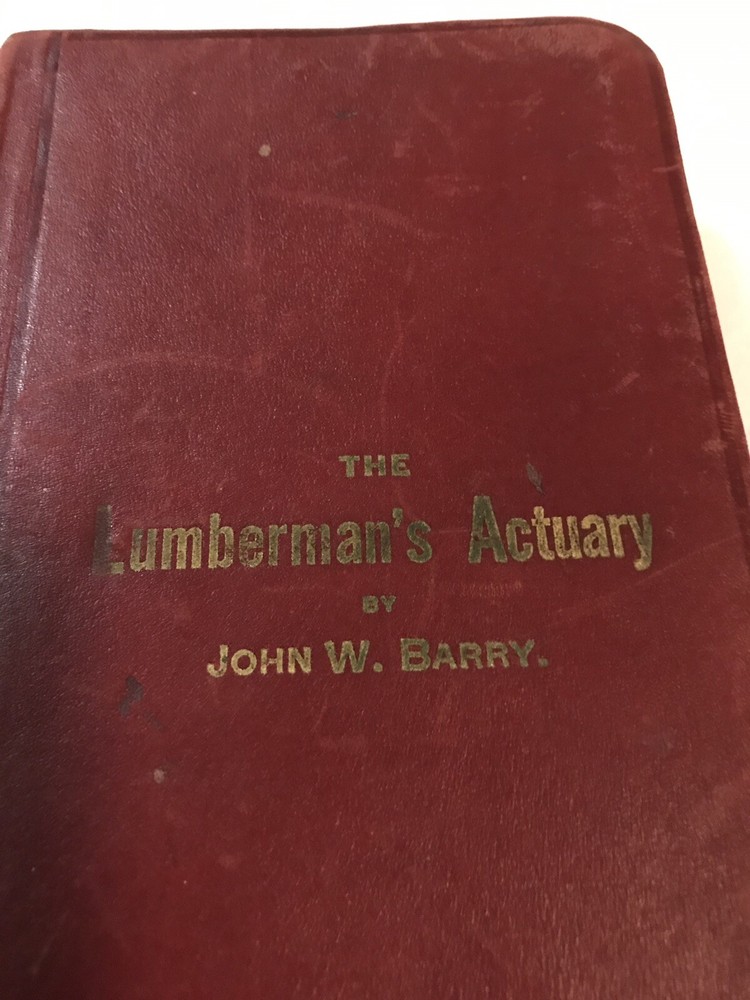 THE
Lumberman's Actuary
BY
JOHN W. BARRY.